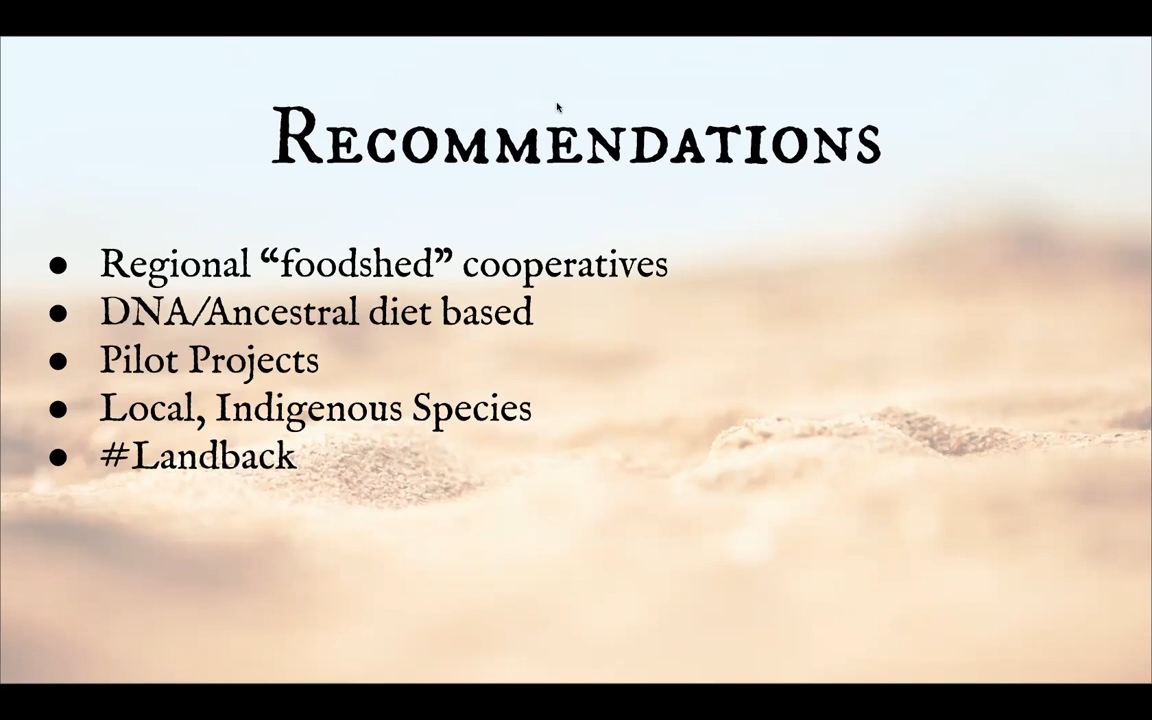 Recommendations
● Regional “foodshed” cooperatives
● DNA/Ancestral diet based
● Pilot Projects
● Local, Indigenous Species
● #Landback